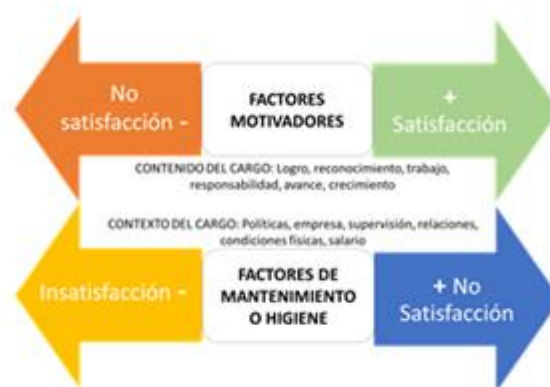 No
satisfacción -
FACTORES
MOTIVADORES
+
Satisfacción
CONTENIDO DEL CARGO: Logro, reconocimiento, trabajo,
responsabilidad, avance, crecimiento
CONTEXTO DEL CARGO: Políticas, empresa, supervisión, relaciones,
condiciones físicas, salario
Insatisfacción -
FACTORES DE
MANTENIMIENTO
O HIGIENE
+ No
Satisfacción